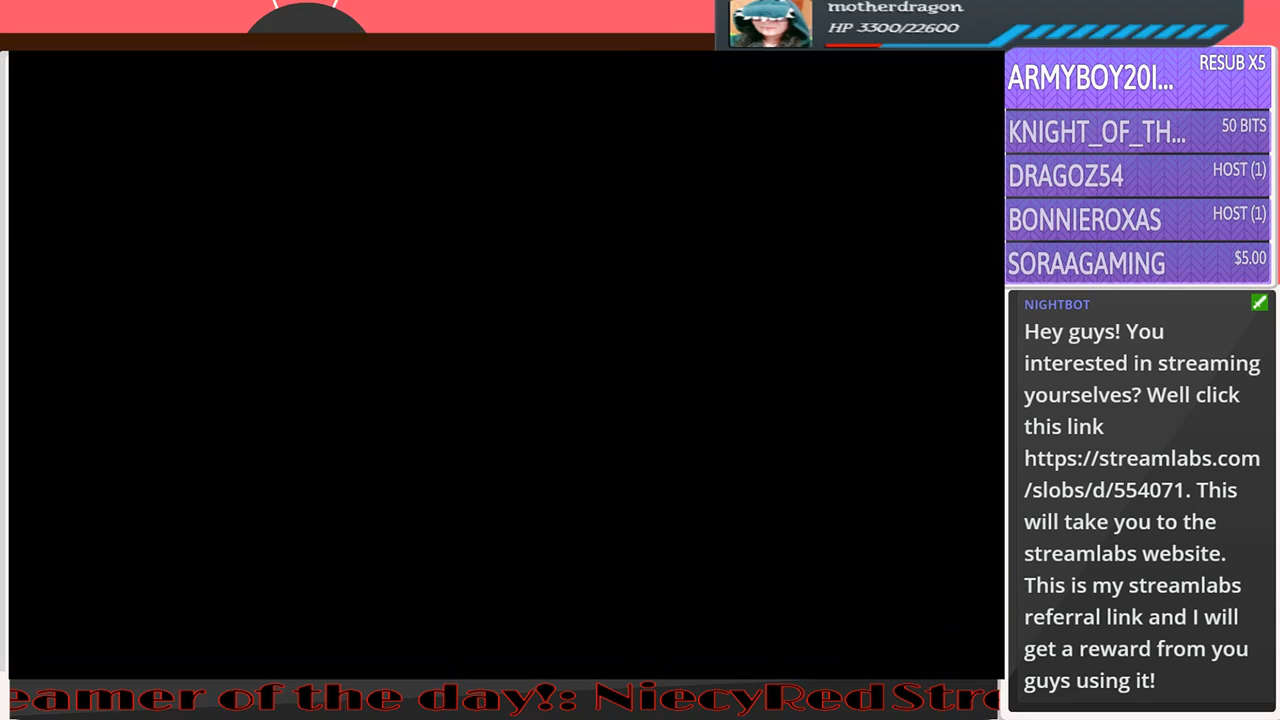 motherdragon
HP 3300/22600
ARMYBOY20I... RESUB X5
KNIGHT_OF_TH... 50 BITS
DRAGOZ54 HOST (1)
BONNIEROXAS HOST (1)
SORAAGAMING $5.00
NIGHTBOT
Hey guys! You
interested in streaming
yourselves? Well click
this link
https://streamlabs.com
/slobs/d/554071. This
will take you to the
streamlabs website.
This is my streamlabs
referral link and I will
get a reward from you
guys using it!
eamer of the day!: NiecyRedStr